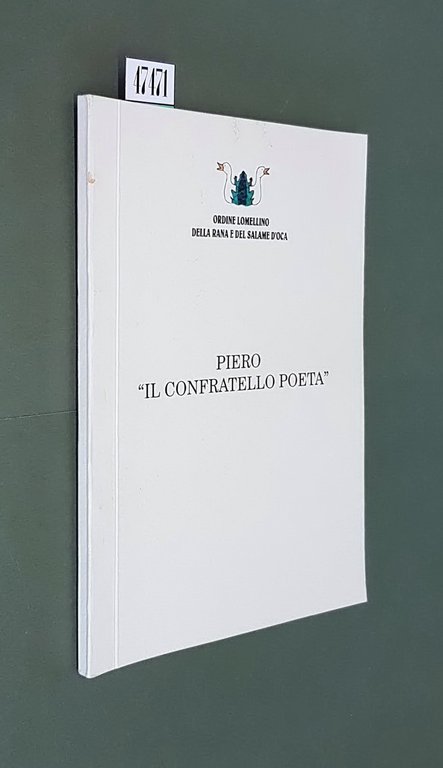 47471
ORDINE LOMELLINO
DELLA RANA E DEL SALAME D'OCA
PIERO
“IL CONFRATELLO POETA”